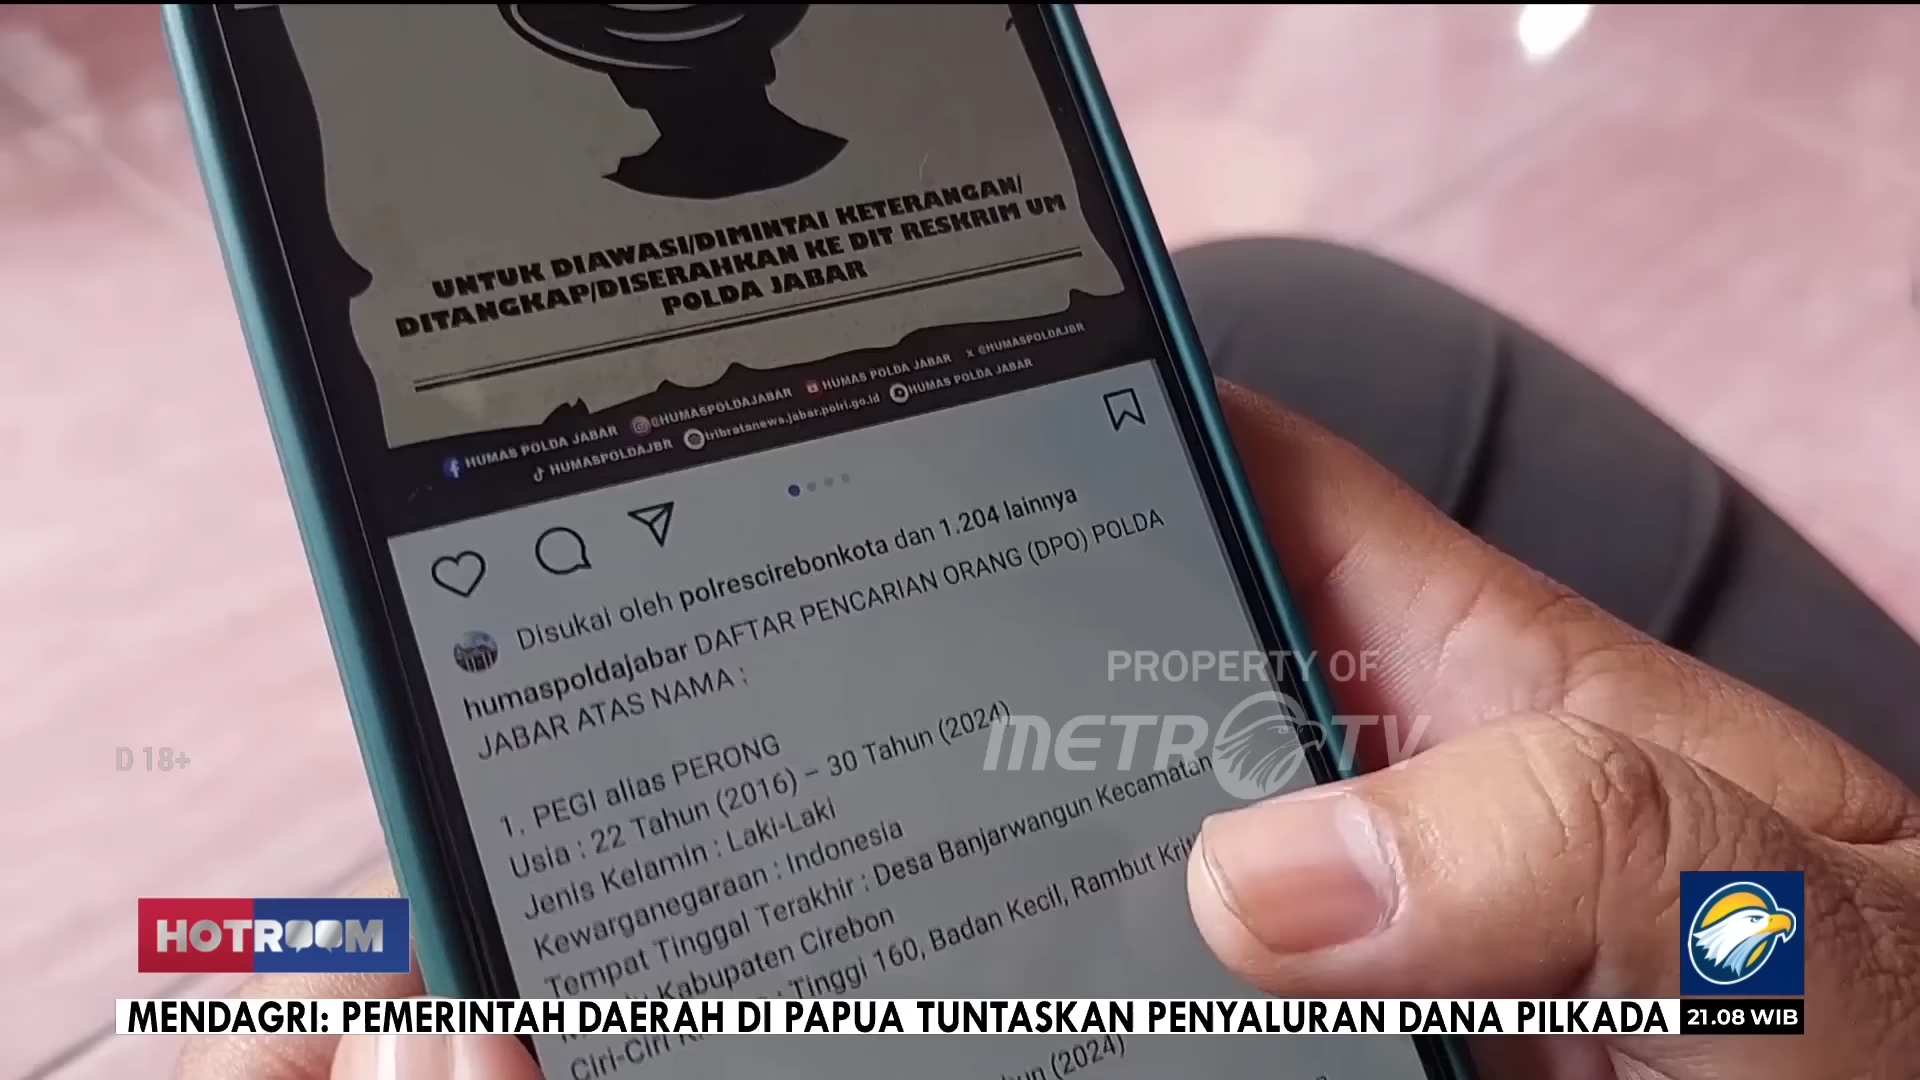 UNTUK DIAWASI/DIMINTAI KETERANGAN/
DITANGKAP/DISERAHKAN KE DIT RESKRIM UM
POLDA JABAR
HUMAS POLDA JABAR @HUMASPOLDAJABAR HUMAS POLDA JABAR X @HUMASPOLDAJBR
HUMASPOLDAJBR tribratanews.jabar.polri.go.id HUMAS POLDA JABAR
Disukai oleh polrescirebonkota dan 1.204 lainnya
humaspoldajabar DAFTAR PENCARIAN ORANG (DPO) POLDA
JABAR ATAS NAMA :
1. PEGI alias PERONG
Usia : 22 Tahun (2016) – 30 Tahun (2024)
Jenis Kelamin : Laki-Laki
Kewarganegaraan : Indonesia
Tempat Tinggal Terakhir : Desa Banjarwangun Kecamatan
Kabupaten Cirebon
Ciri-Ciri : Tinggi 160, Badan Kecil, Rambut
(2024)
PROPERTY OF
METRO TV
D 18+
HOTROOM
MENDAGRI: PEMERINTAH DAERAH DI PAPUA TUNTASKAN PENYALURAN DANA PILKADA
21.08 WIB